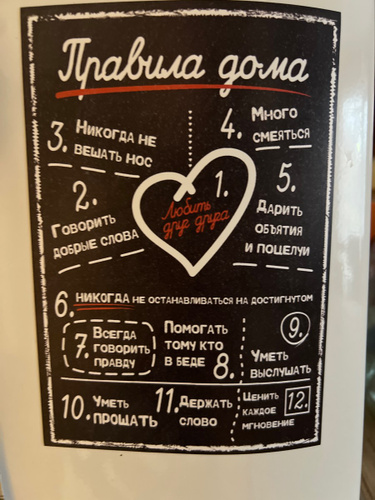 Правила дома
1.
Любить
друг друга
2.
Говорить
добрые слова
3. Никогда не
вешать нос
4. Много
смеяться
5.
Дарить
объятия
и поцелуи
6. никогда не останавливаться на достигнутом
7. Всегда
говорить
правду
Помогать
тому кто
в беде 8.
9.
Уметь
выслушать
10. Уметь
прощать
11. Держать
слово
Ценить
каждое 12.
мгновение